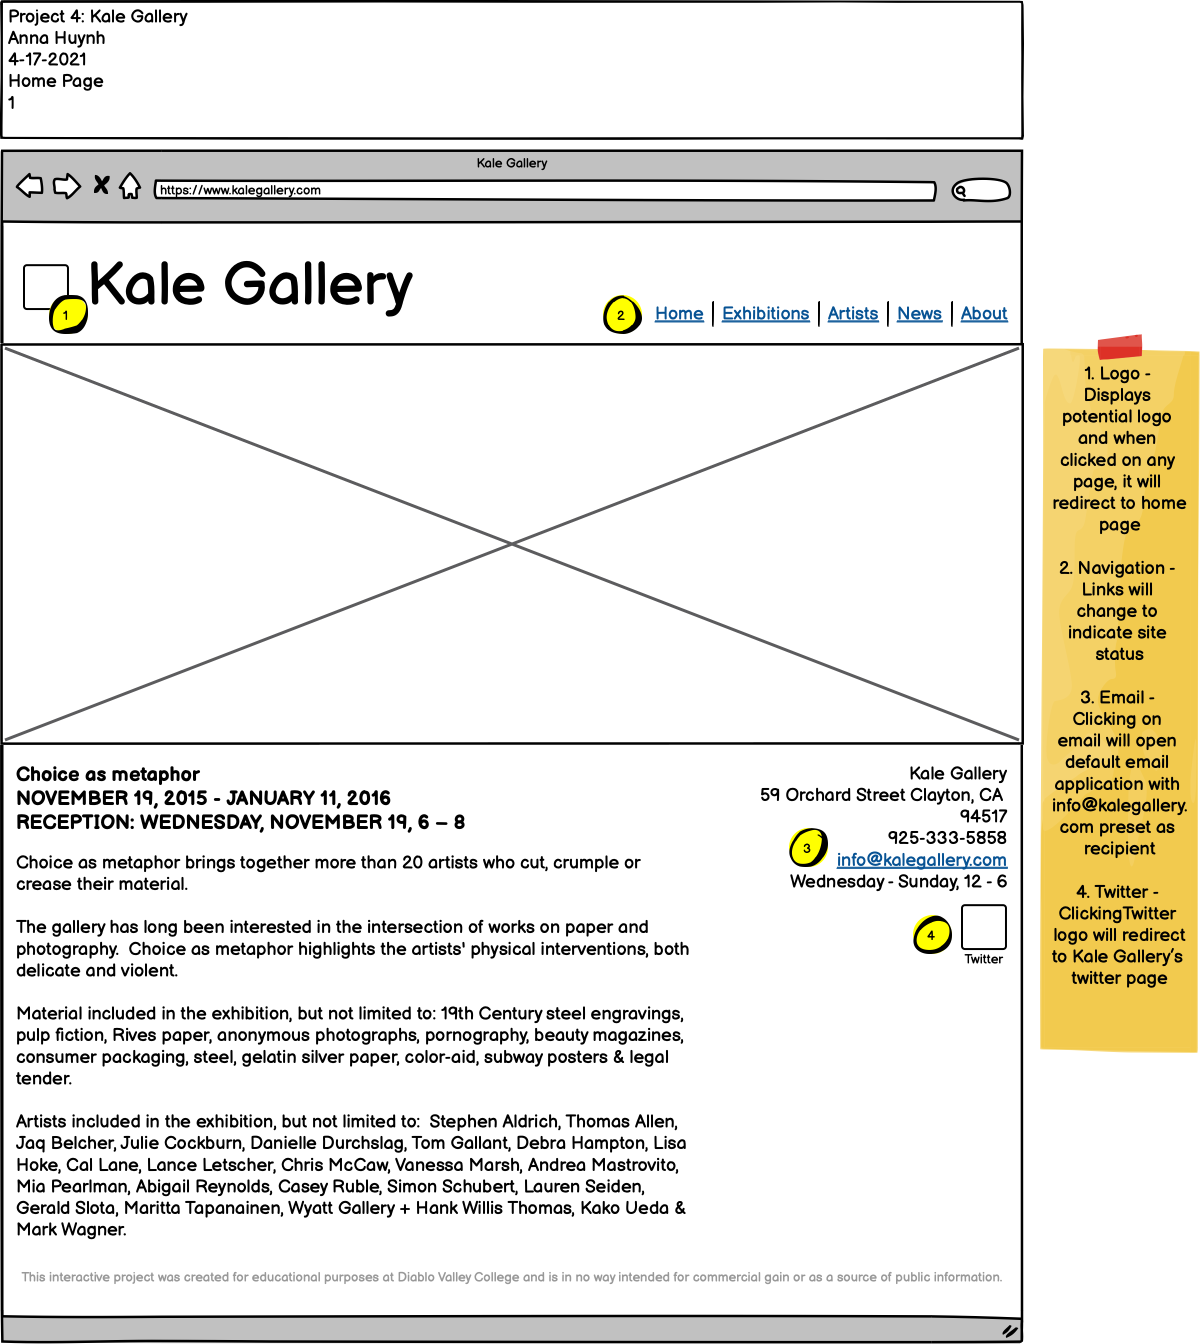 Project 4: Kale Gallery
Anna Huynh
4-17-2021
Home Page
1
Kale Gallery
https://www.kalegallery.com
Kale Gallery
1
2
Home | Exhibitions | Artists | News | About
Choice as metaphor
NOVEMBER 19, 2015 - JANUARY 11, 2016
RECEPTION: WEDNESDAY, NOVEMBER 19, 6 – 8
Choice as metaphor brings together more than 20 artists who cut, crumple or
crease their material.
The gallery has long been interested in the intersection of works on paper and
photography.  Choice as metaphor highlights the artists' physical interventions, both
delicate and violent.
Material included in the exhibition, but not limited to: 19th Century steel engravings,
pulp fiction, Rives paper, anonymous photographs, pornography, beauty magazines,
consumer packaging, steel, gelatin silver paper, color-aid, subway posters & legal
tender.
Artists included in the exhibition, but not limited to:  Stephen Aldrich, Thomas Allen,
Jaq Belcher, Julie Cockburn, Danielle Durchslag, Tom Gallant, Debra Hampton, Lisa
Hoke, Cal Lane, Lance Letscher, Chris McCaw, Vanessa Marsh, Andrea Mastrovito,
Mia Pearlman, Abigail Reynolds, Casey Ruble, Simon Schubert, Lauren Seiden,
Gerald Slota, Maritta Tapanainen, Wyatt Gallery + Hank Willis Thomas, Kako Ueda &
Mark Wagner.
Kale Gallery
59 Orchard Street Clayton, CA
94517
925-333-5858
3
info@kalegallery.com
Wednesday - Sunday, 12 - 6
4
Twitter
This interactive project was created for educational purposes at Diablo Valley College and is in no way intended for commercial gain or as a source of public information.
1. Logo -
Displays
potential logo
and when
clicked on any
page, it will
redirect to home
page
2. Navigation -
Links will
change to
indicate site
status
3. Email -
Clicking on
email will open
default email
application with
info@kalegallery.
com preset as
recipient
4. Twitter -
ClickingTwitter
logo will redirect
to Kale Gallery's
twitter page